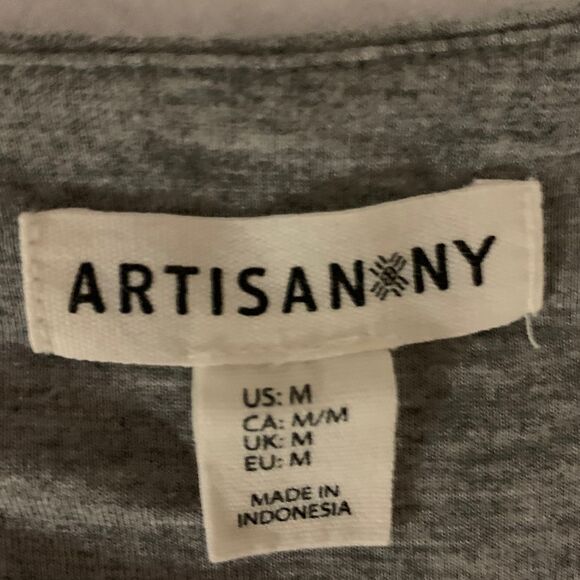 ARTISAN NY
US: M
CA: M/M
UK: M
EU: M
MADE IN
INDONESIA